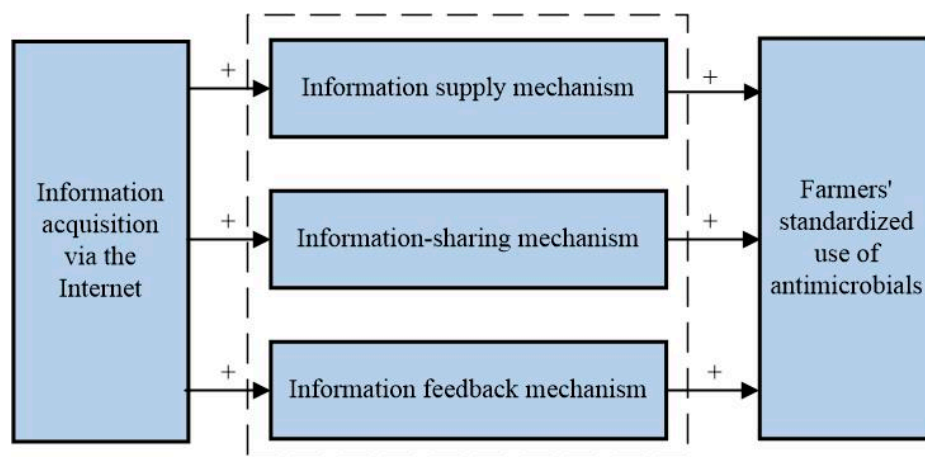 Information
acquisition
via the
Internet
+
Information supply mechanism
+
+
Information-sharing mechanism
+
+
Information feedback mechanism
+
Farmers'
standardized
use of
antimicrobials